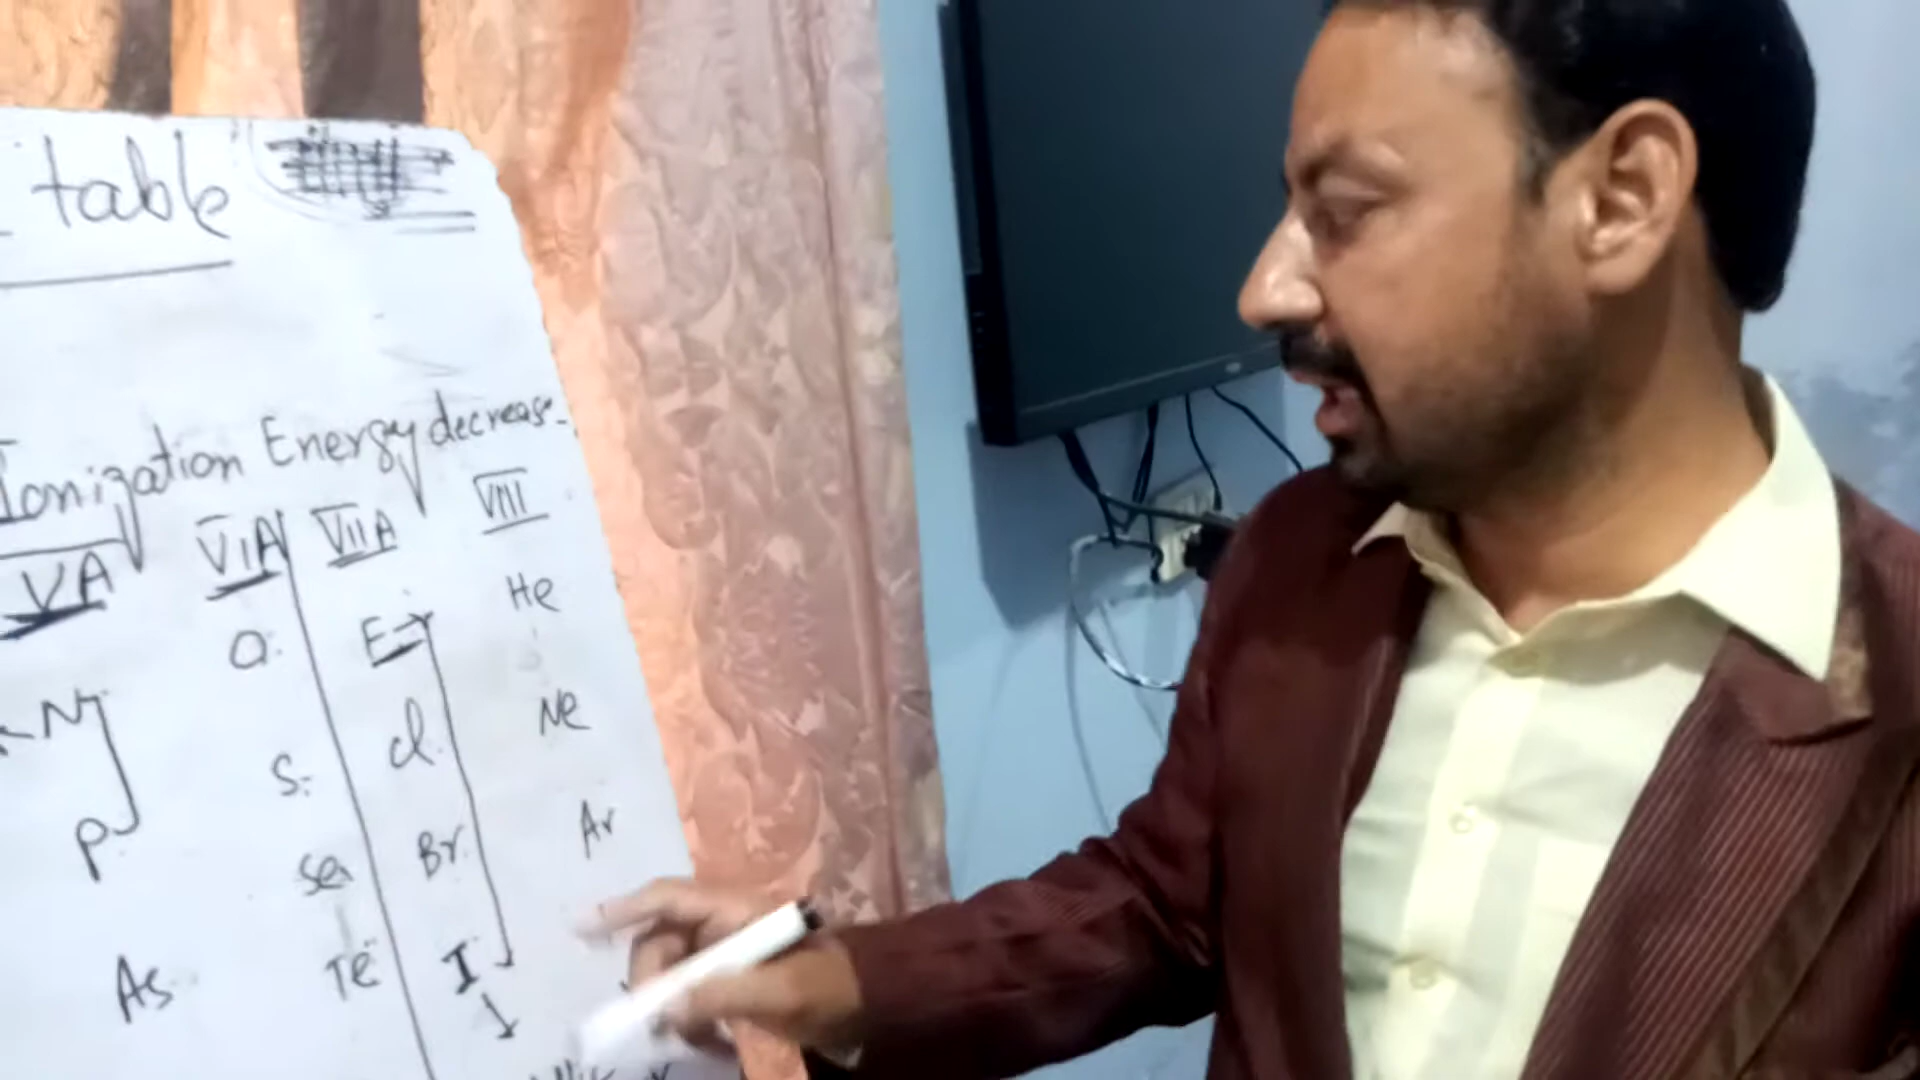 table
Ionization Energy decrease
VA VIA VIIA VIII
O F He
N S Cl Ne
P Se Br Ar
As Te I